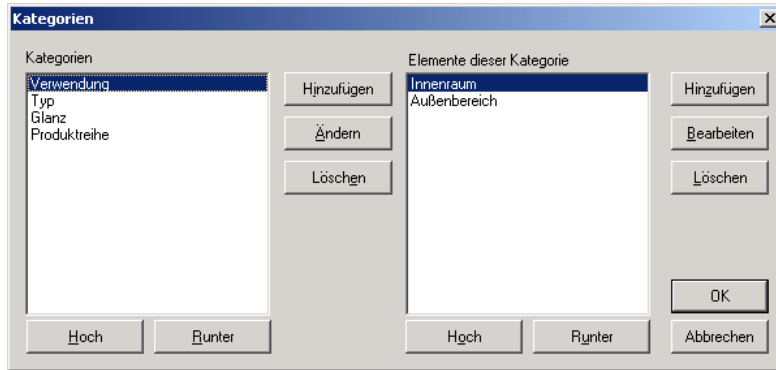 Kategorien
Kategorien
Verwendung
Typ
Glanz
Produktreihe
Hinzufügen
Ändern
Löschen
Hoch
Runter
Elemente dieser Kategorie
Innenraum
Außenbereich
Hinzufügen
Bearbeiten
Löschen
Hoch
Runter
OK
Abbrechen